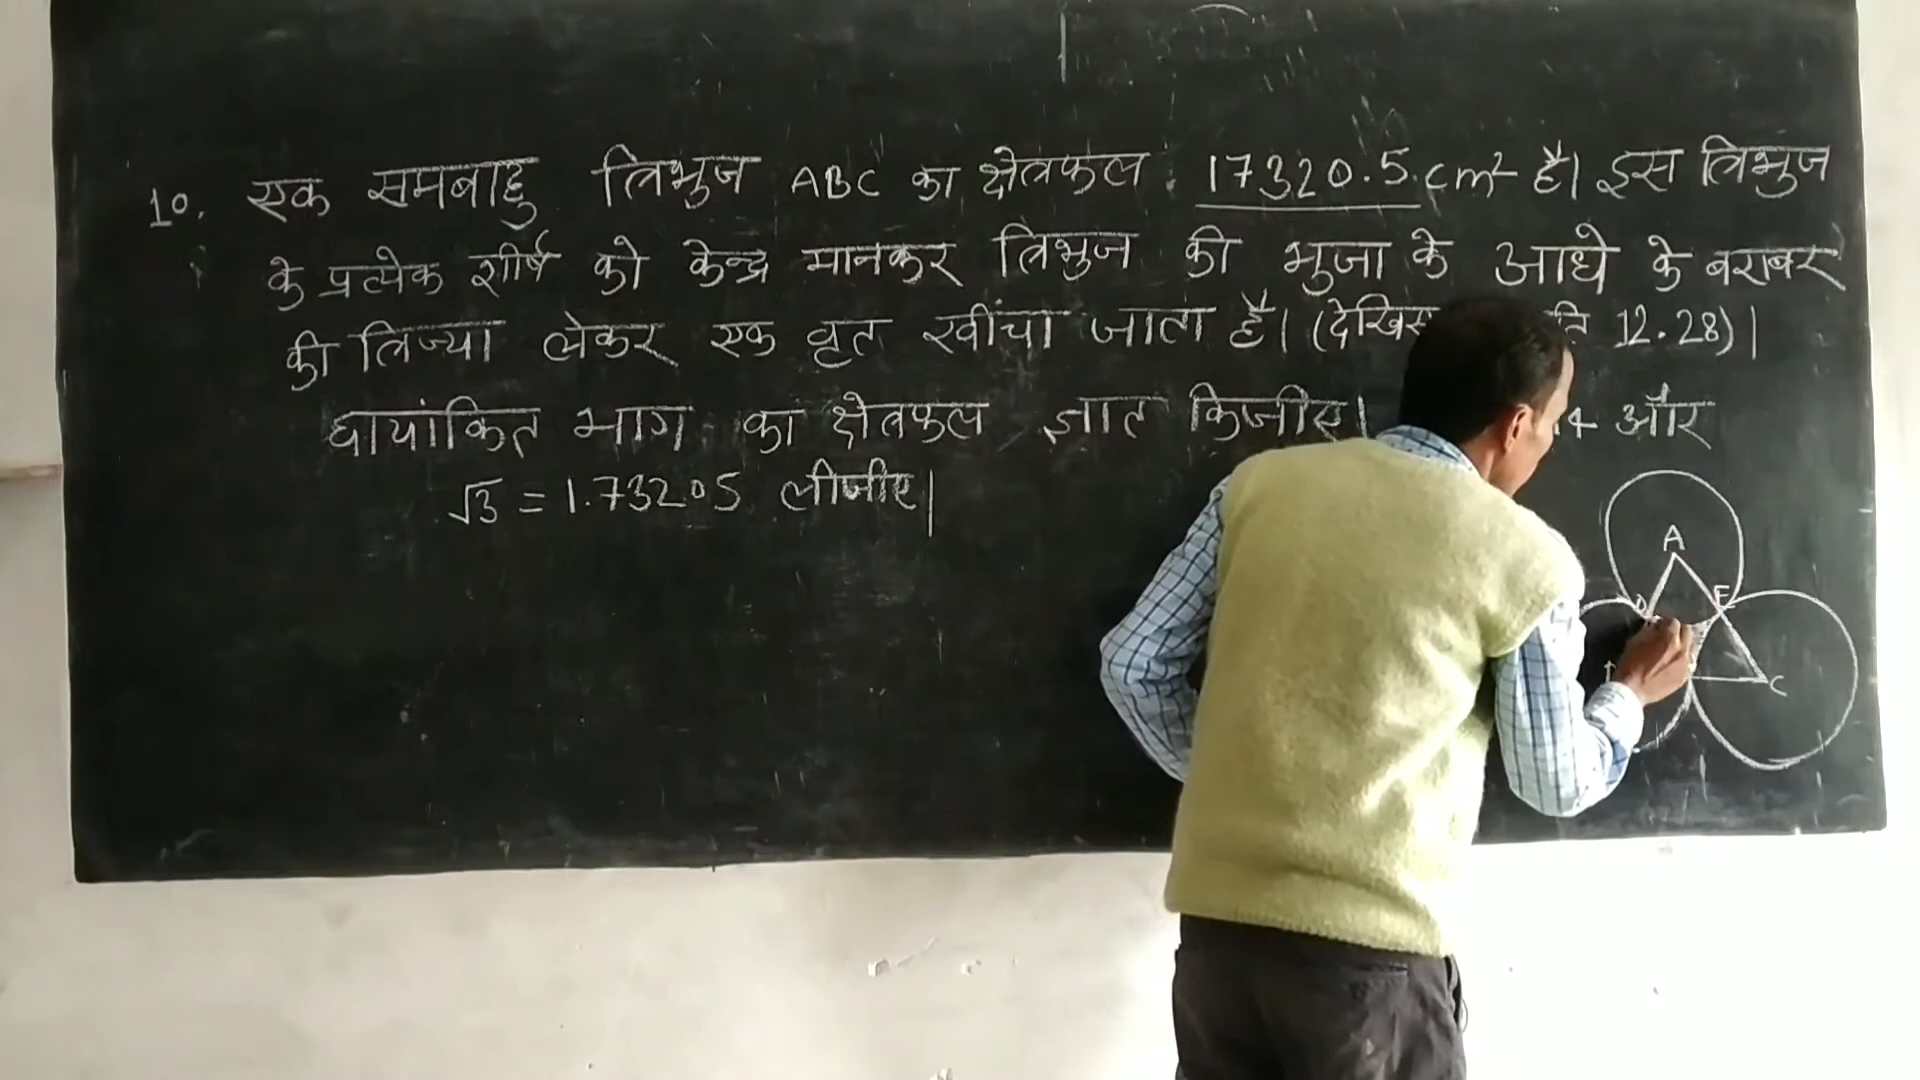 10. एक समबाहु त्रिभुज ABC का क्षेत्रफल 17320.5 cm² है। इस त्रिभुज
के प्रत्येक शीर्ष को केन्द्र मानकर त्रिभुज की भुजा के आधे के बराबर
की त्रिज्या लेकर एक वृत खींचा जाता है। (देखिए 12.28)।
छायांकित भाग का क्षेत्रफल ज्ञात किजीए। और
√3 = 1.73205 लीजीए।
A
D E
C